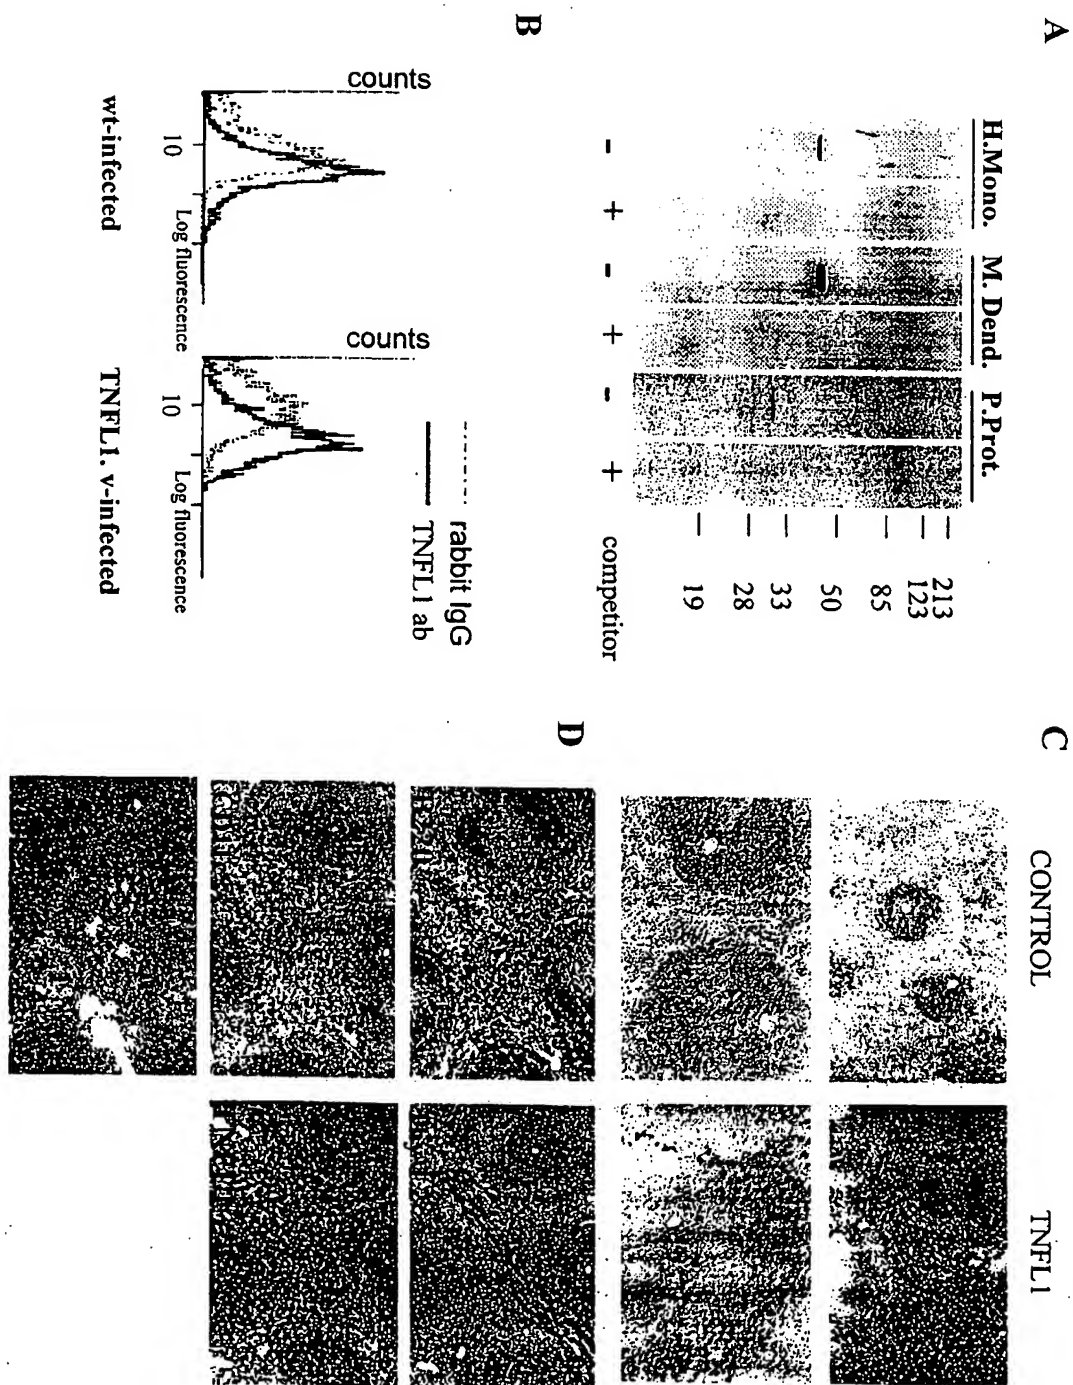 A
H.Mono. M. Dend. P.Prot.
213
123
85
50
33
28
19
- + - + - + competitor
B
rabbit IgG
TNFL1 ab
counts
10
Log fluorescence
wt-infected
counts
10
Log fluorescence
TNFL1. v-infected
C
CONTROL TNFL1
D